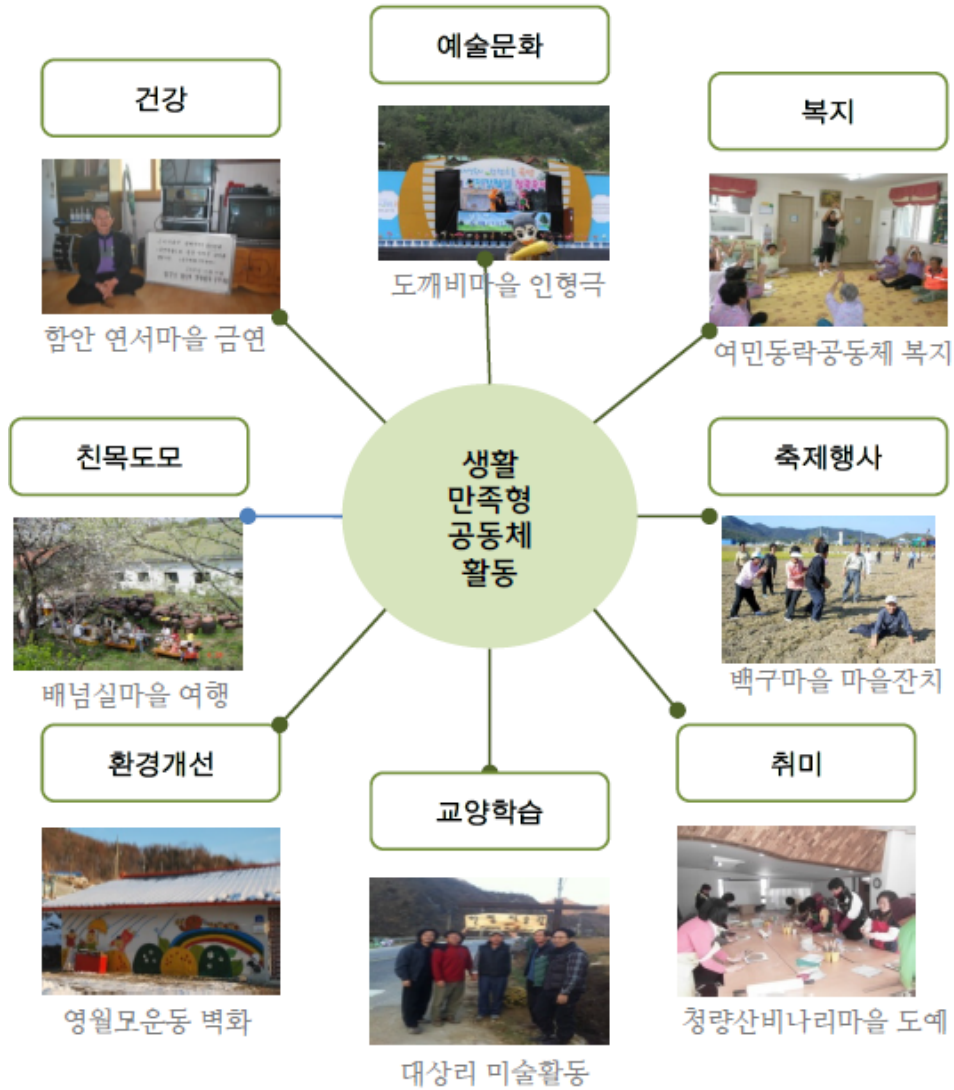 예술문화
건강
복지
도깨비마을 인형극
함안 연서마을 금연
여민동락공동체 복지
친목도모
생활
만족형
공동체
활동
축제행사
배넘실마을 여행
백구마을 마을잔치
환경개선
교양학습
취미
영월모운동 벽화
대상리 미술활동
청량산비나리마을 도예